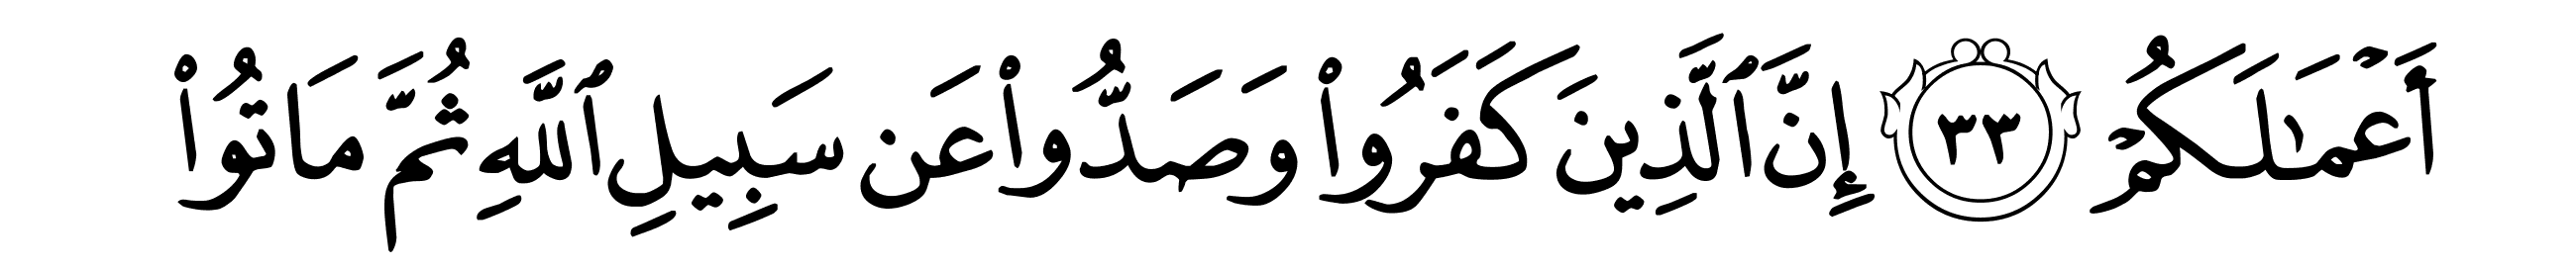 أَعۡمَٰلَكُمۡ ٣٣ إِنَّ ٱلَّذِينَ كَفَرُواْ وَصَدُّواْ عَن سَبِيلِ ٱللَّهِ ثُمَّ مَاتُواْ